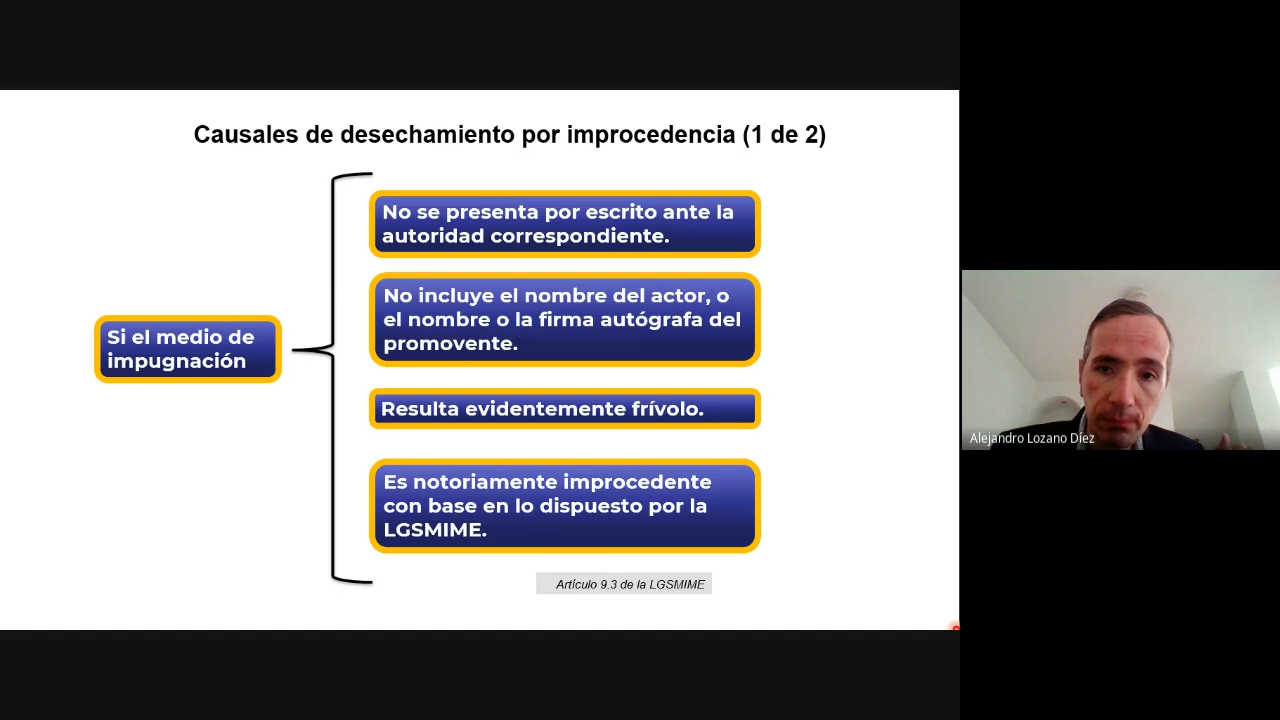 Causales de desechamiento por improcedencia (1 de 2)
Si el medio de
impugnación
No se presenta por escrito ante la
autoridad correspondiente.
No incluye el nombre del actor, o
el nombre o la firma autógrafa del
promovente.
Resulta evidentemente frívolo.
Es notoriamente improcedente
con base en lo dispuesto por la
LGSMIME.
Artículo 9.3 de la LGSMIME
Alejandro Lozano Díez